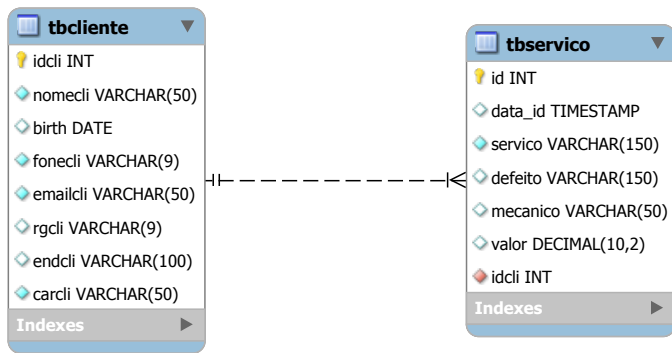 tbcliente
idcli INT
nomecli VARCHAR(50)
birth DATE
fonecli VARCHAR(9)
emailcli VARCHAR(50)
rgcli VARCHAR(9)
endcli VARCHAR(100)
carcli VARCHAR(50)
Indexes
tbservico
id INT
data_id TIMESTAMP
servico VARCHAR(150)
defeito VARCHAR(150)
mecanico VARCHAR(50)
valor DECIMAL(10,2)
idcli INT
Indexes